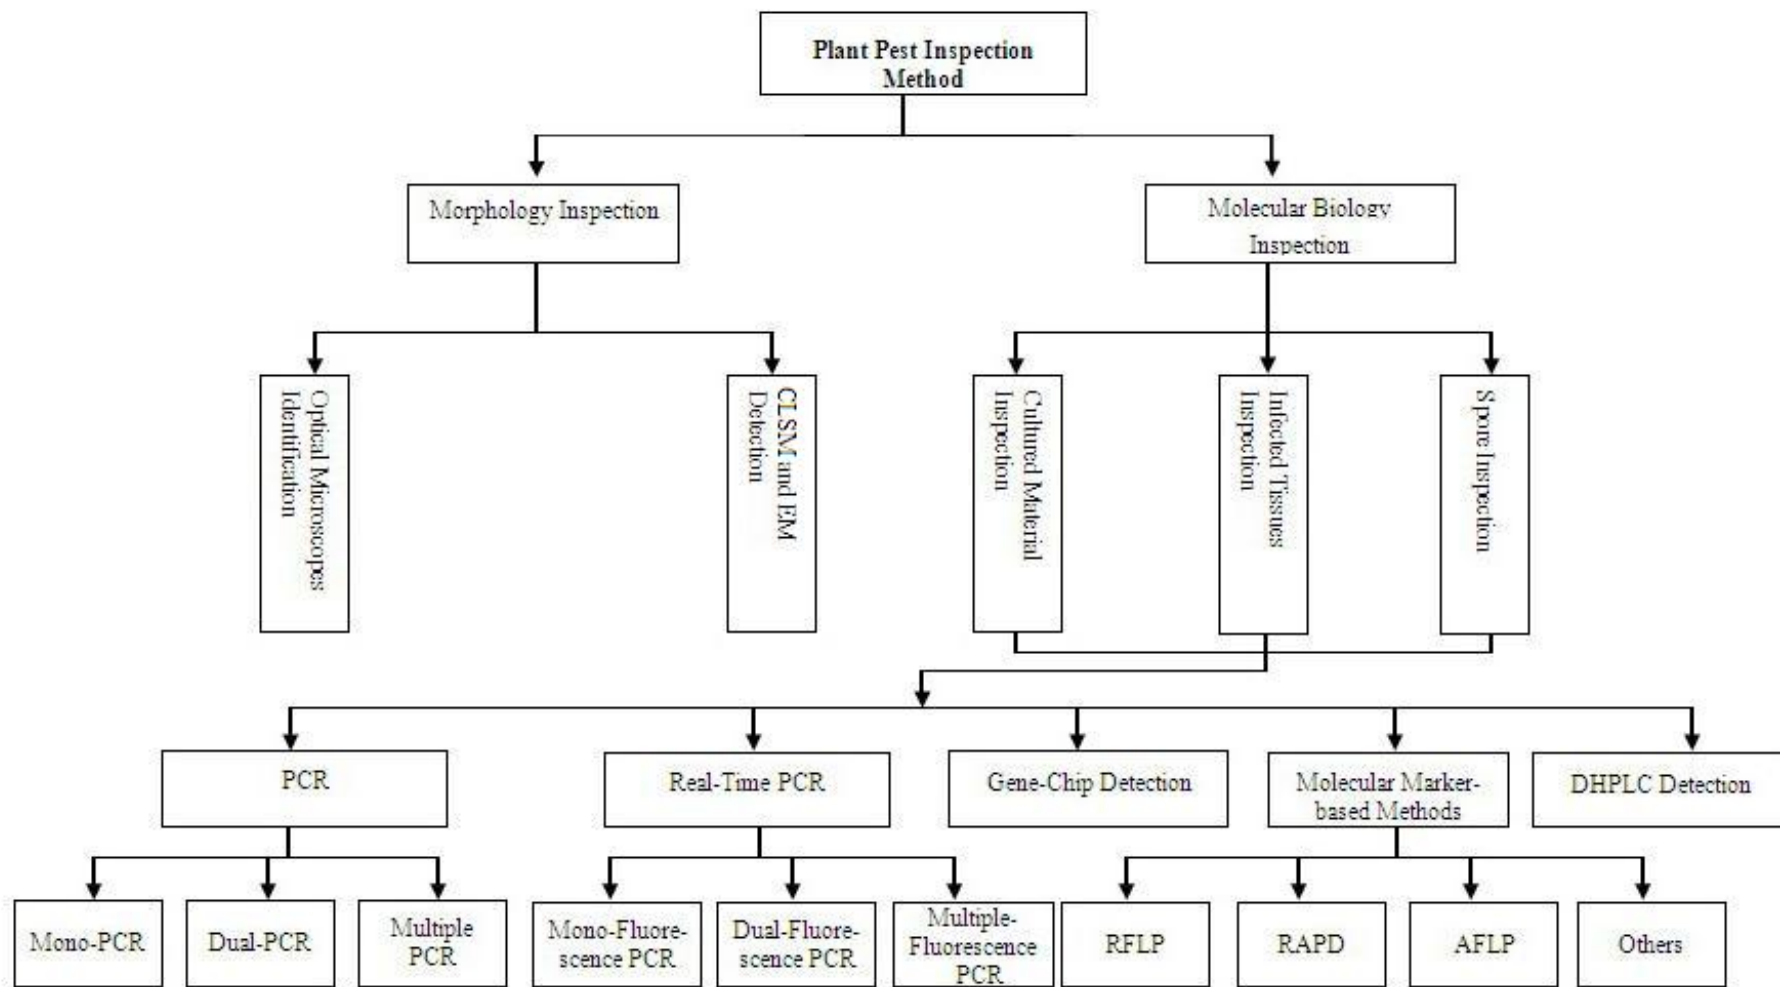 Plant Pest Inspection
Method
Morphology Inspection
Molecular Biology
Inspection
Optical Microscopes
Identification
CLSM and EM
Detection
Cultured Material
Inspection
Infected Tissues
Inspection
Spore Inspection
PCR
Real-Time PCR
Gene-Chip Detection
Molecular Marker-
based Methods
DHPLC Detection
Mono-PCR
Dual-PCR
Multiple
PCR
Mono-Fluore-
scence PCR
Dual-Fluore-
scence PCR
Multiple-
Fluorescence
PCR
RFLP
RAPD
AFLP
Others